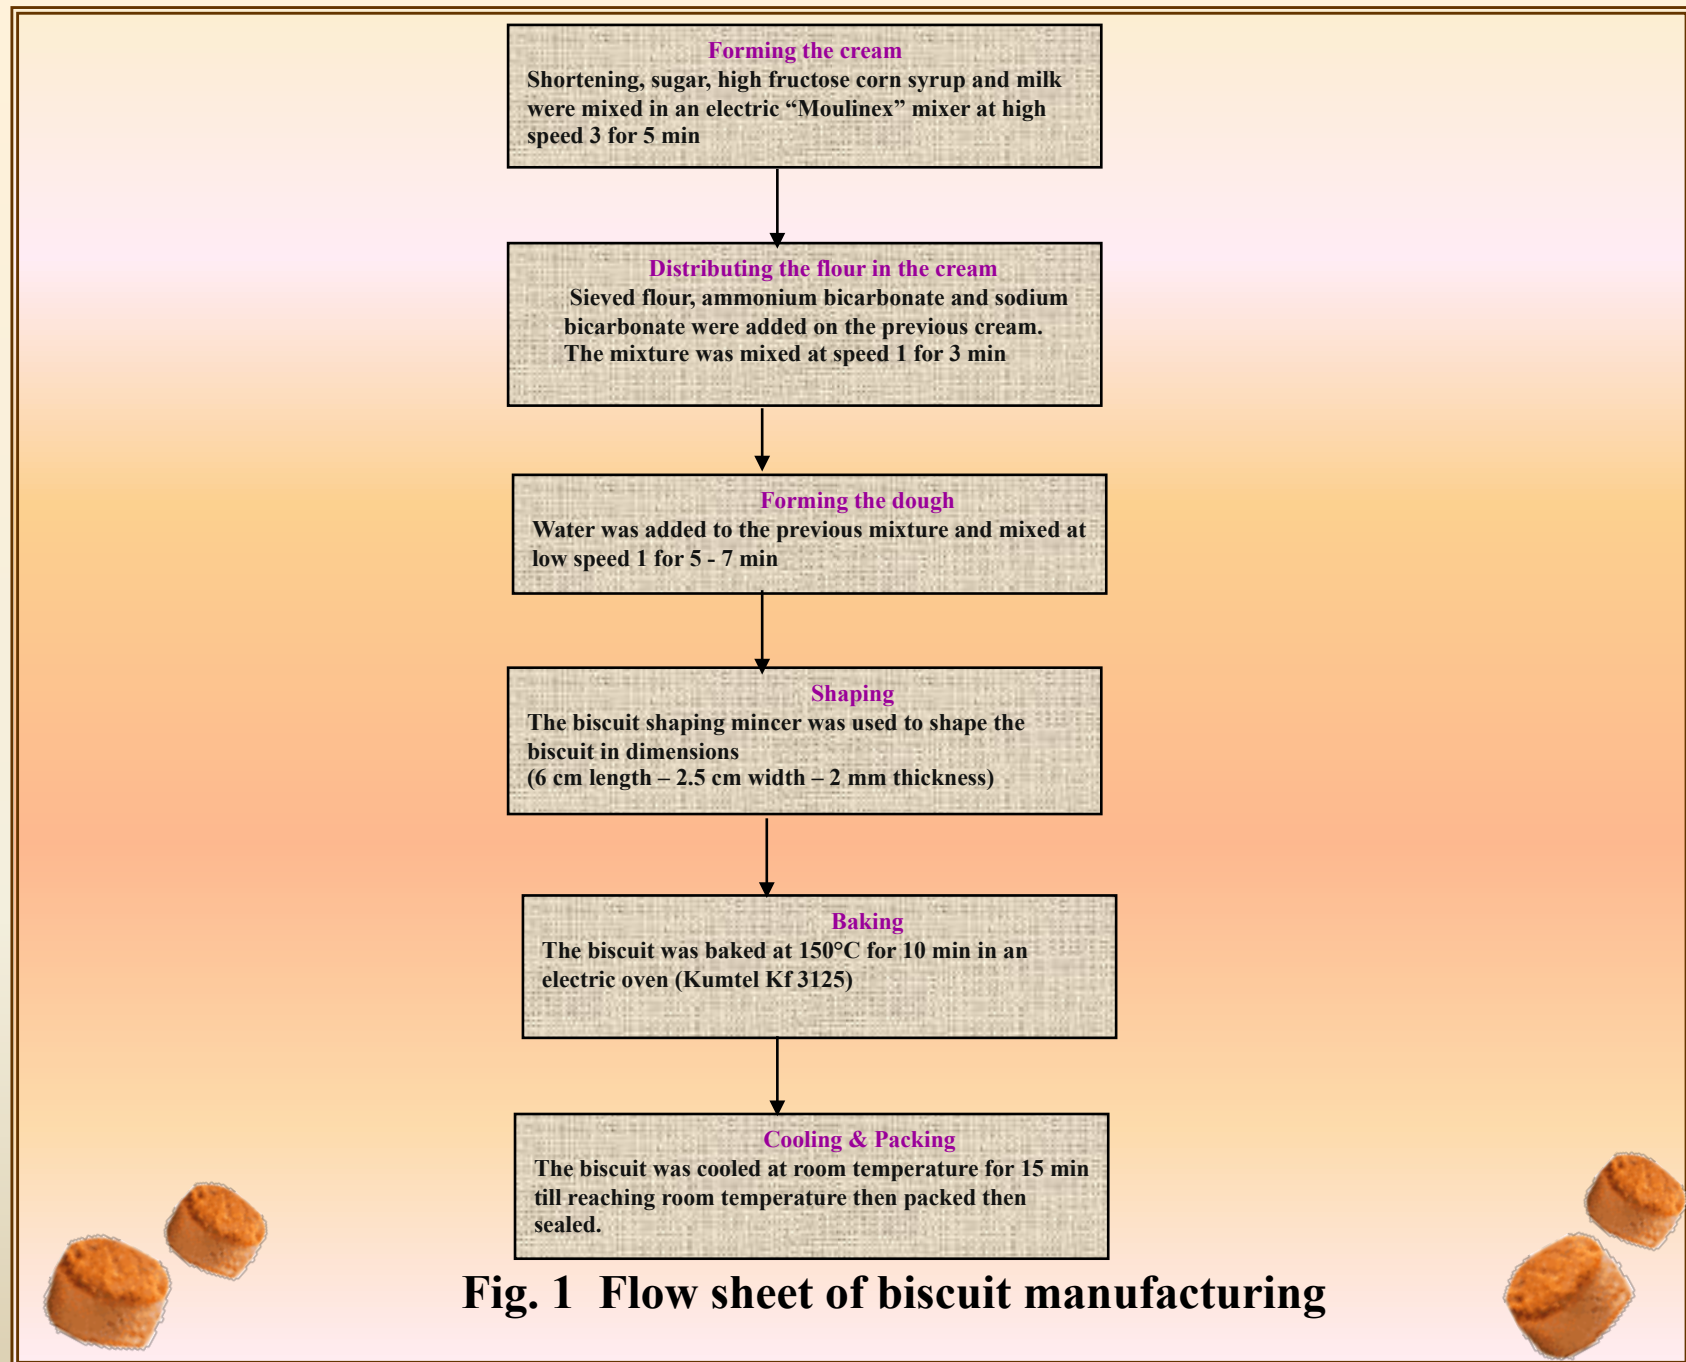 Forming the cream
Shortening, sugar, high fructose corn syrup and milk
were mixed in an electric “Moulinex” mixer at high
speed 3 for 5 min
Distributing the flour in the cream
Sieved flour, ammonium bicarbonate and sodium
bicarbonate were added on the previous cream.
The mixture was mixed at speed 1 for 3 min
Forming the dough
Water was added to the previous mixture and mixed at
low speed 1 for 5 - 7 min
Shaping
The biscuit shaping mincer was used to shape the
biscuit in dimensions
(6 cm length – 2.5 cm width – 2 mm thickness)
Baking
The biscuit was baked at 150°C for 10 min in an
electric oven (Kumtel Kf 3125)
Cooling & Packing
The biscuit was cooled at room temperature for 15 min
till reaching room temperature then packed then
sealed.
Fig. 1 Flow sheet of biscuit manufacturing